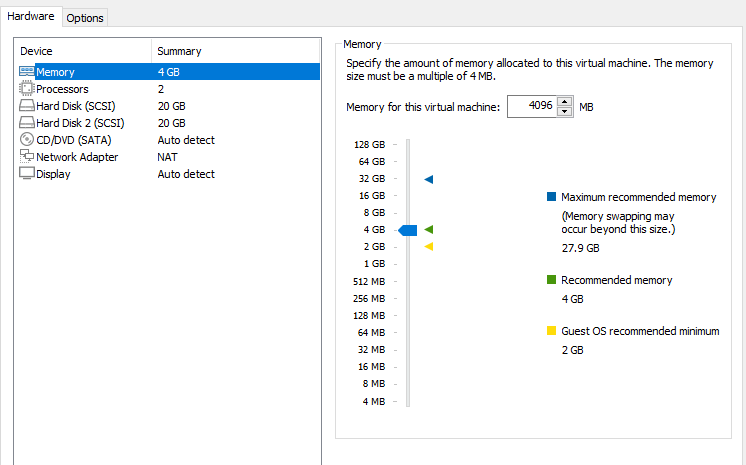 Hardware Options
Device Summary
Memory 4 GB
Processors 2
Hard Disk (SCSI) 20 GB
Hard Disk 2 (SCSI) 20 GB
CD/DVD (SATA) Auto detect
Network Adapter NAT
Display Auto detect
Memory
Specify the amount of memory allocated to this virtual machine. The memory
size must be a multiple of 4 MB.
Memory for this virtual machine: 4096 MB
128 GB
64 GB
32 GB
16 GB
8 GB
4 GB
2 GB
1 GB
512 MB
256 MB
128 MB
64 MB
32 MB
16 MB
8 MB
4 MB
Maximum recommended memory
(Memory swapping may
occur beyond this size.)
27.9 GB
Recommended memory
4 GB
Guest OS recommended minimum
2 GB